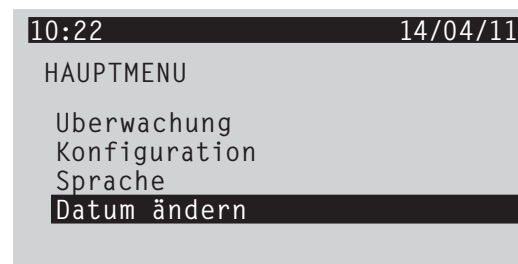 10:22 14/04/11
HAUPTMENU
Uberwachung
Konfiguration
Sprache
Datum ändern